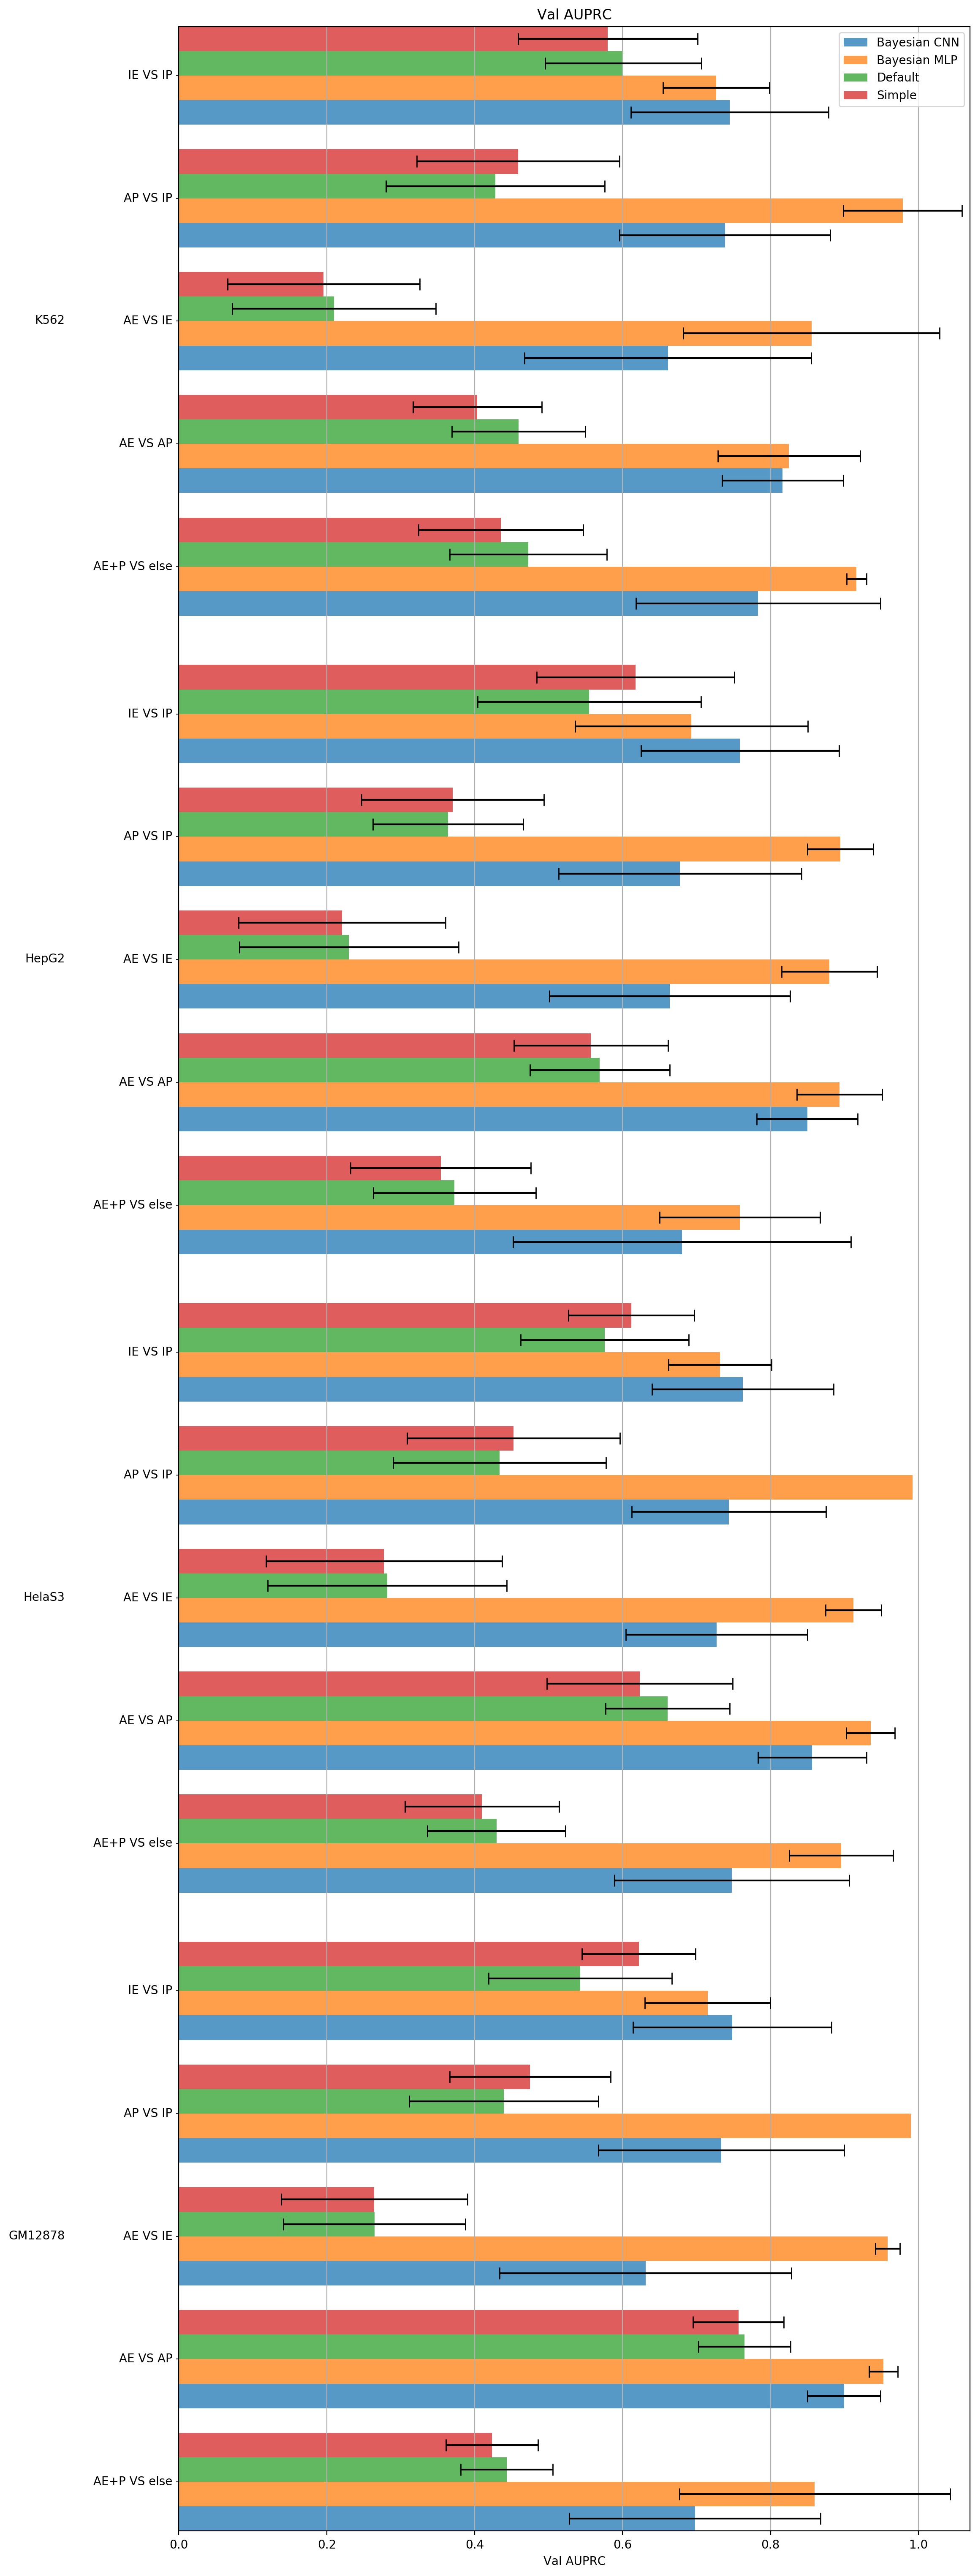 Val AUPRC
Bayesian CNN
Bayesian MLP
Default
Simple
IE VS IP
AP VS IP
K562
AE VS IE
AE VS AP
AE+P VS else
IE VS IP
AP VS IP
HepG2
AE VS IE
AE VS AP
AE+P VS else
IE VS IP
AP VS IP
HelaS3
AE VS IE
AE VS AP
AE+P VS else
IE VS IP
AP VS IP
GM12878
AE VS IE
AE VS AP
AE+P VS else
0.0 0.2 0.4 0.6 0.8 1.0
Val AUPRC